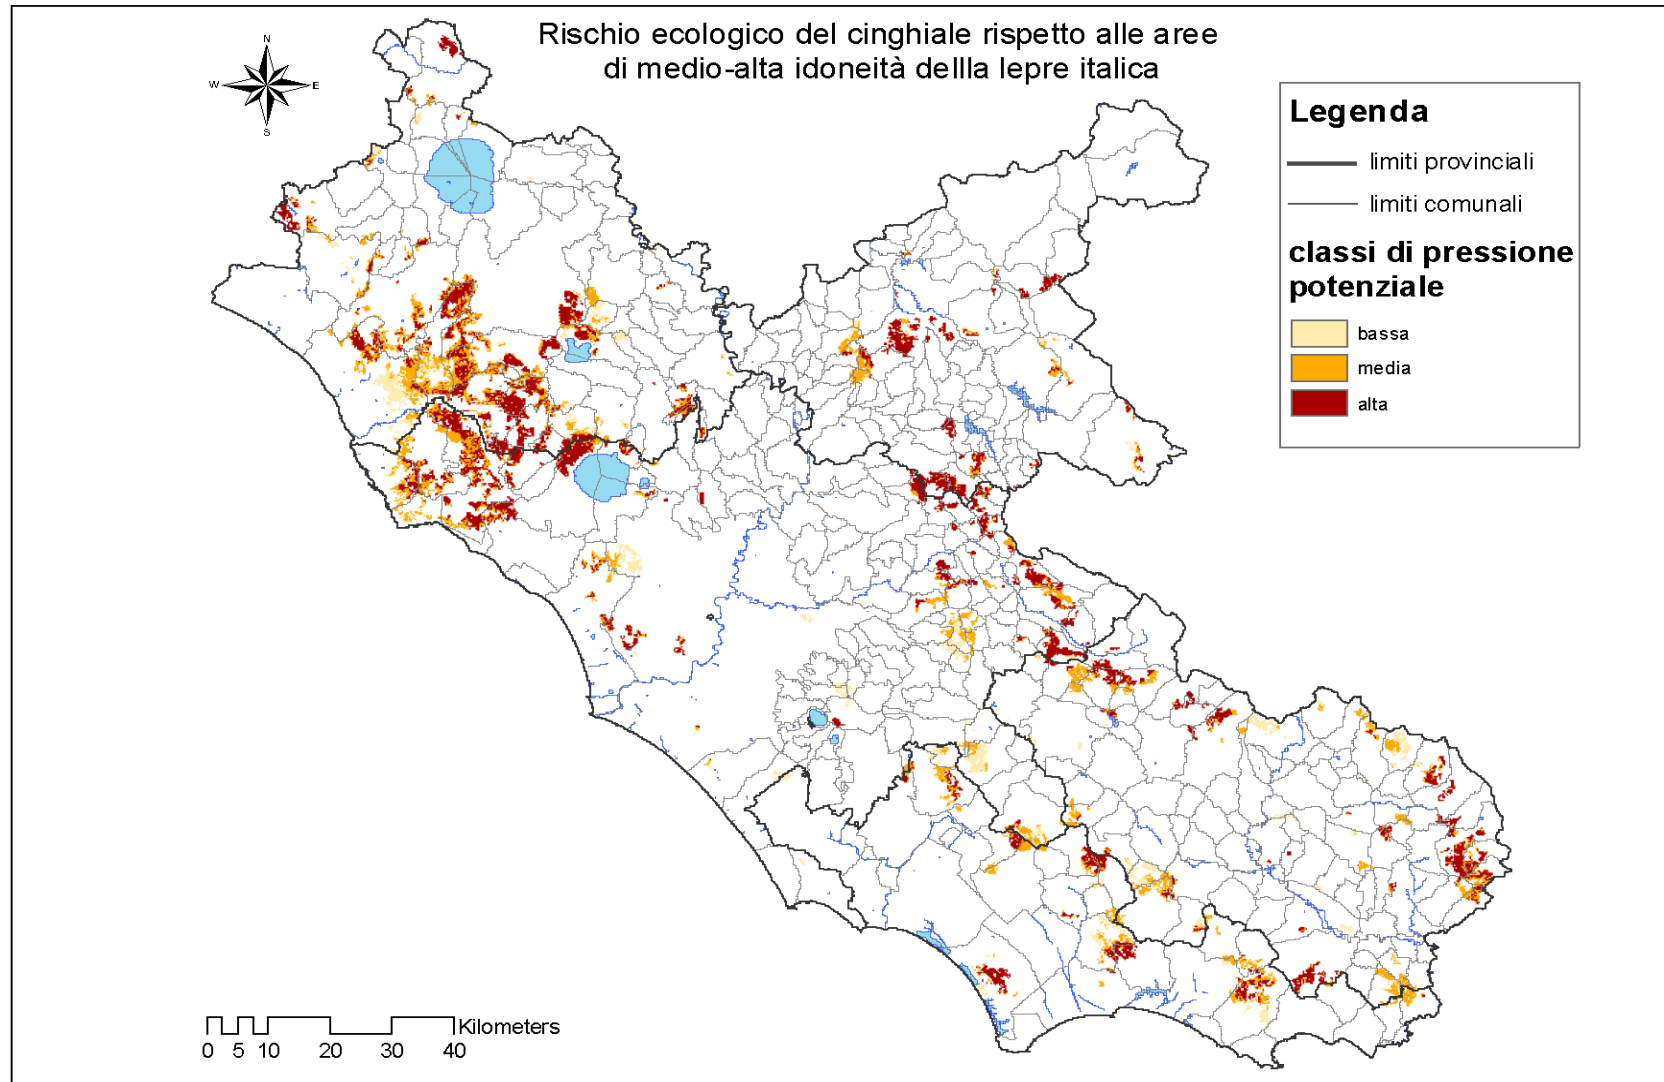 Rischio ecologico del cinghiale rispetto alle aree
di medio-alta idoneità dellla lepre italica
N
W
E
S
Legenda
limiti provinciali
limiti comunali
classi di pressione
potenziale
bassa
media
alta
Kilometers
0 5 10 20 30 40